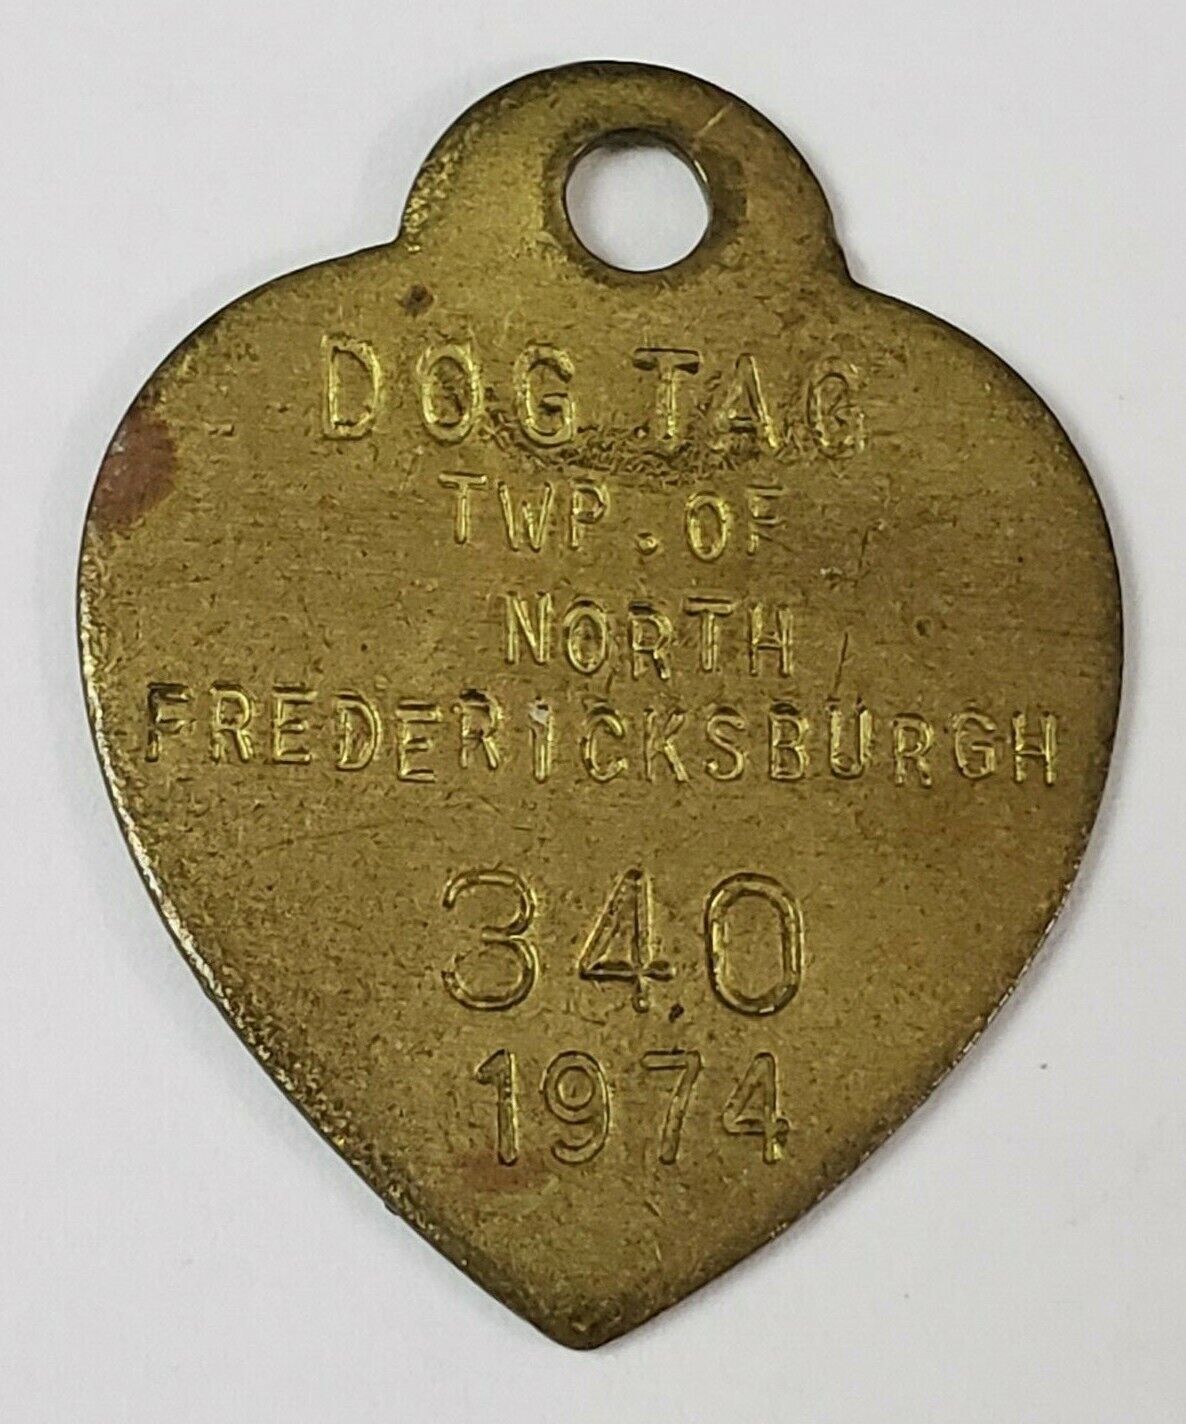 DOG TAG
TWP. OF
NORTH
FREDERICKSBURGH
340
1974